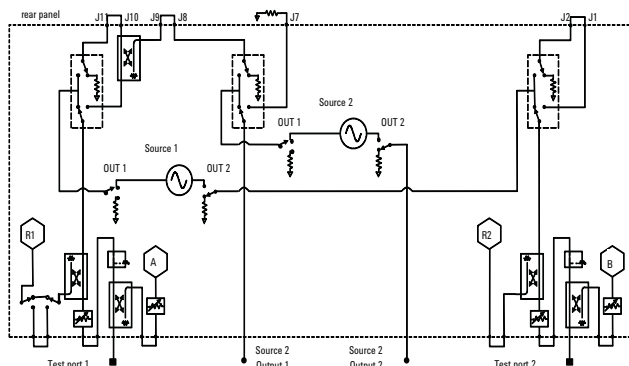 rear panel
J11 J10 J9 J8 J7 J2 J1
Source 2
OUT 1 OUT 2
Source 1
OUT 1 OUT 2
R1 A R2 B
Test port 1 Source 2 Output 1 Source 2 Output 2 Test port 2